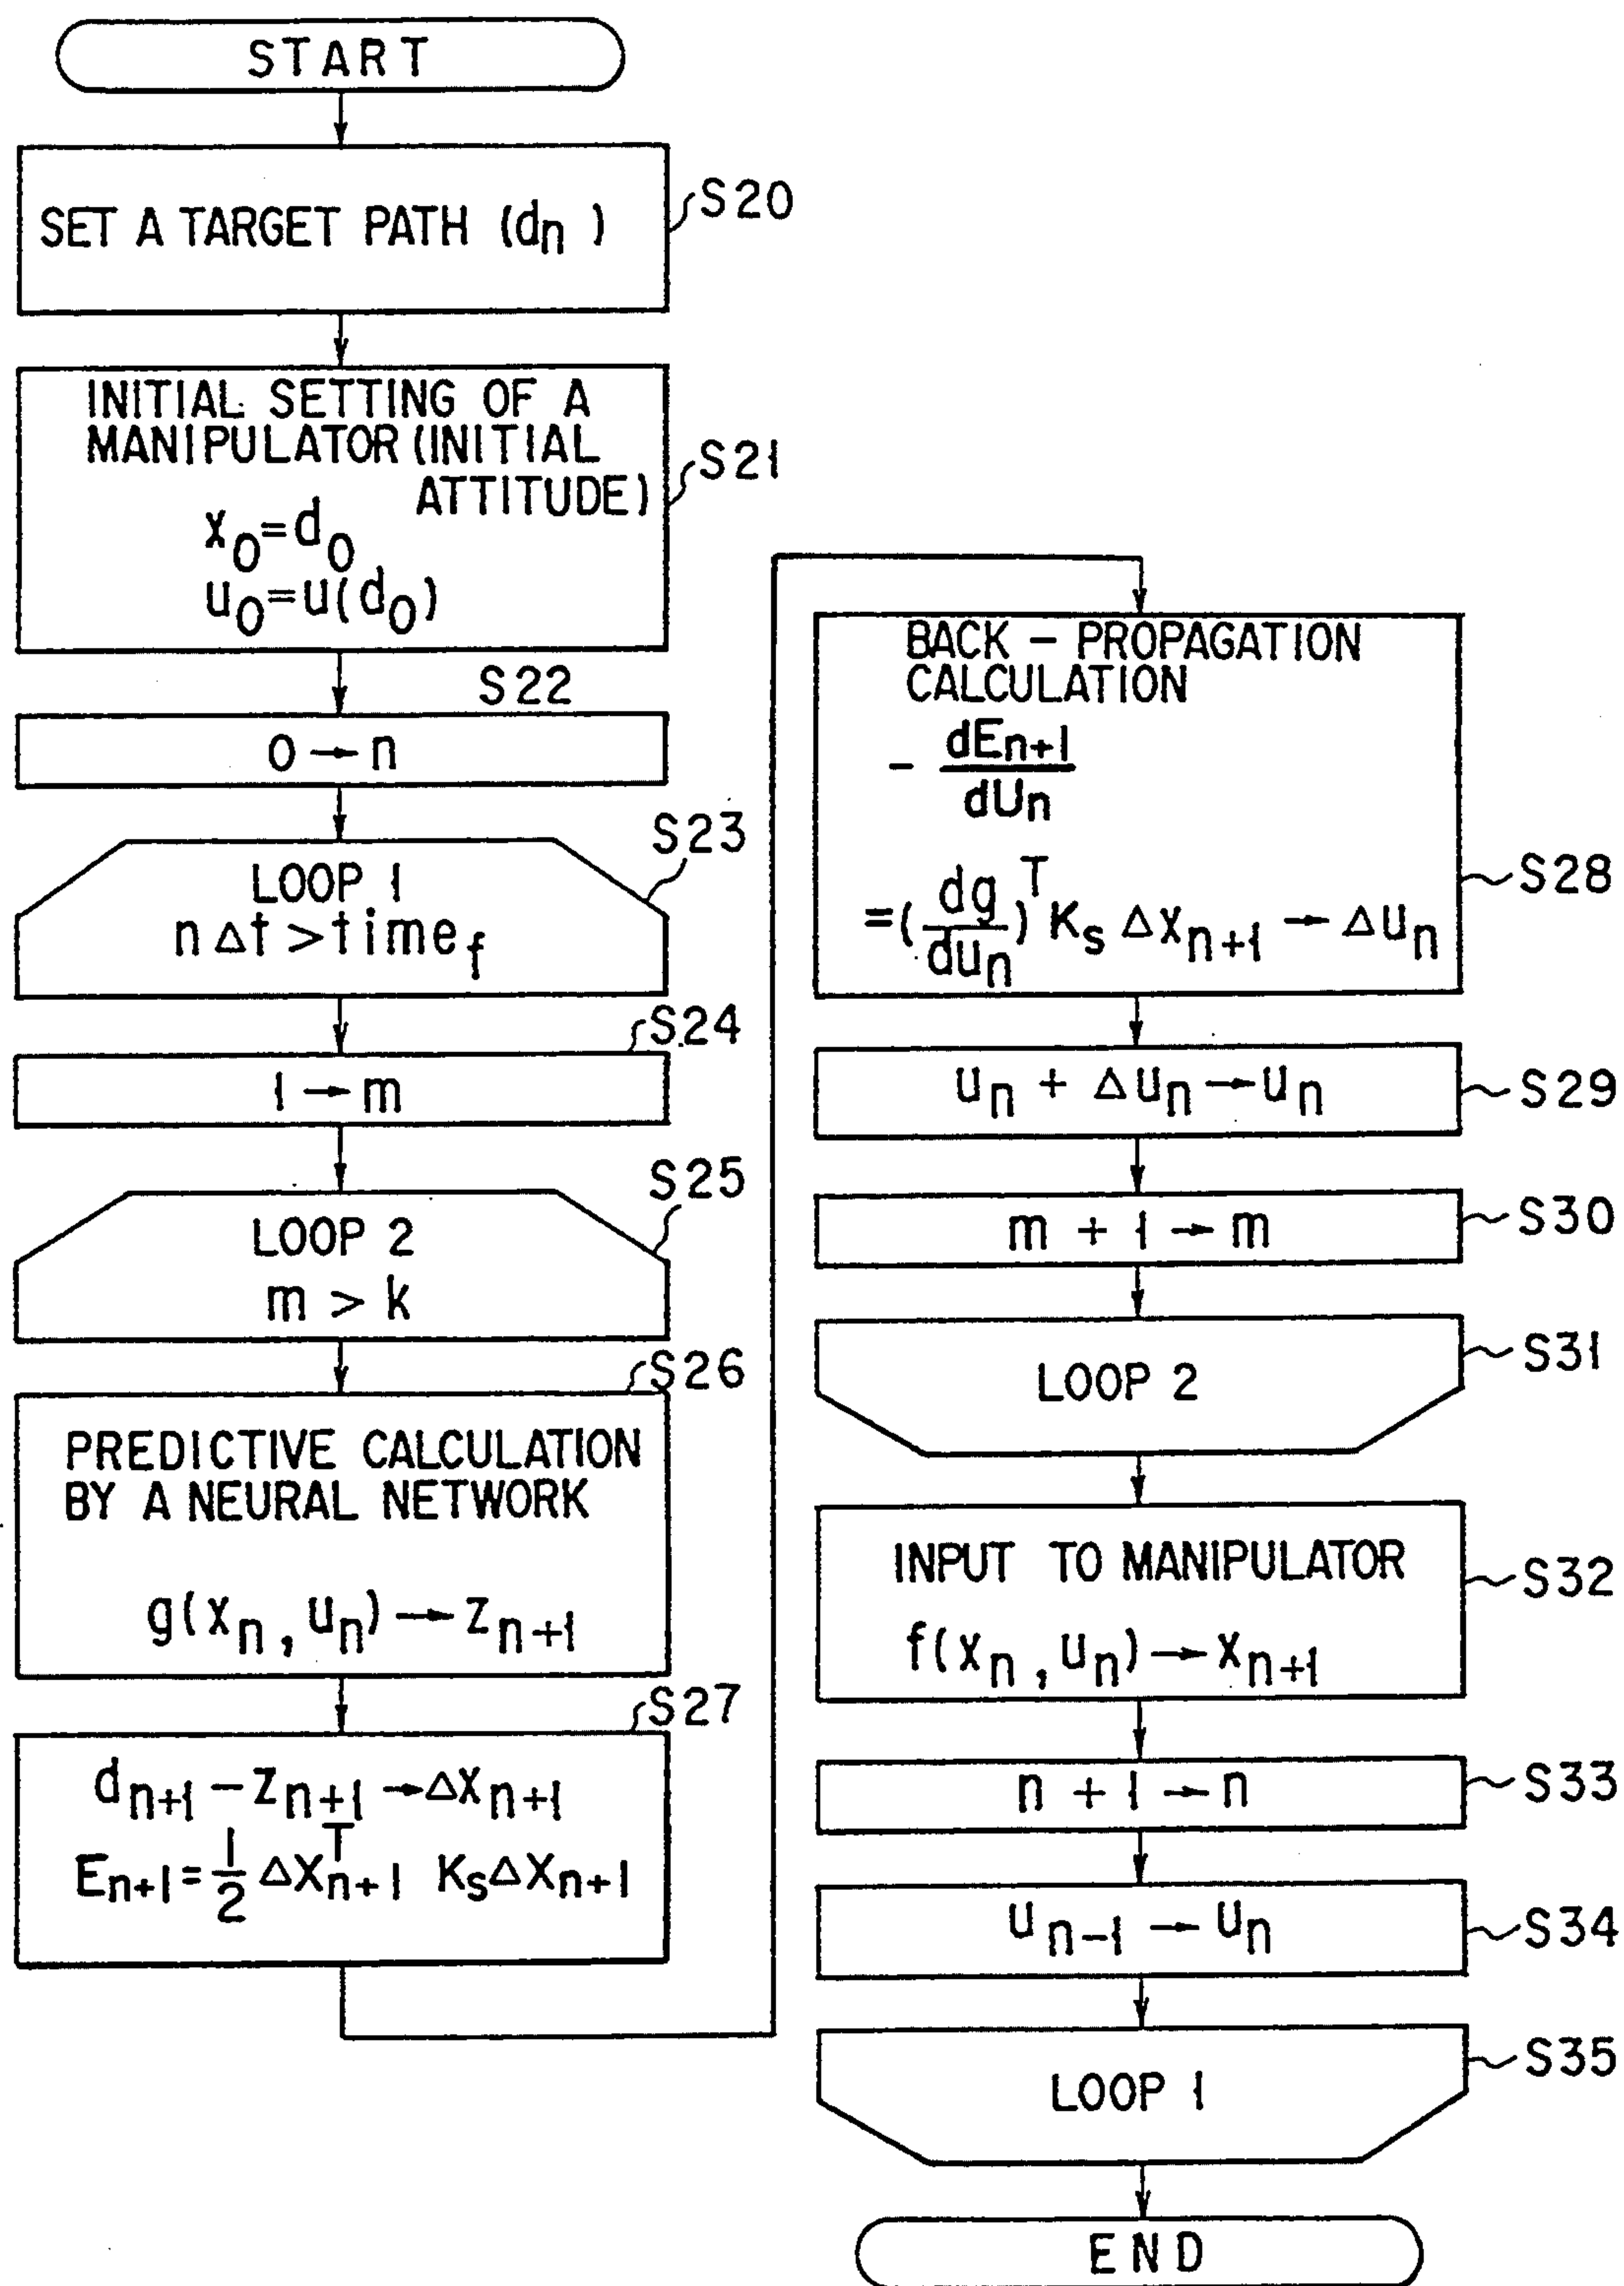 START
SET A TARGET PATH (dn)
S20
INITIAL SETTING OF A
MANIPULATOR (INITIAL
ATTITUDE)
x0=d0
u0=u(d0)
S21
S22
0→n
S23
LOOP 1
nΔt>timef
S24
1→m
S25
LOOP 2
m > k
S26
PREDICTIVE CALCULATION
BY A NEURAL NETWORK
g(xn, un)→zn+1
S27
dn+1 −zn+1→Δxn+1
En+1=1/2 ΔXTn+1 KsΔXn+1
BACK – PROPAGATION
CALCULATION
− dEn+1/dUn
=(dg/dun)T Ks Δxn+1 → Δun
S28
un + Δun→un
S29
m + 1→m
S30
LOOP 2
S31
INPUT TO MANIPULATOR
f(xn, un)→xn+1
S32
n + 1→n
S33
un−1 → un
S34
LOOP 1
S35
END